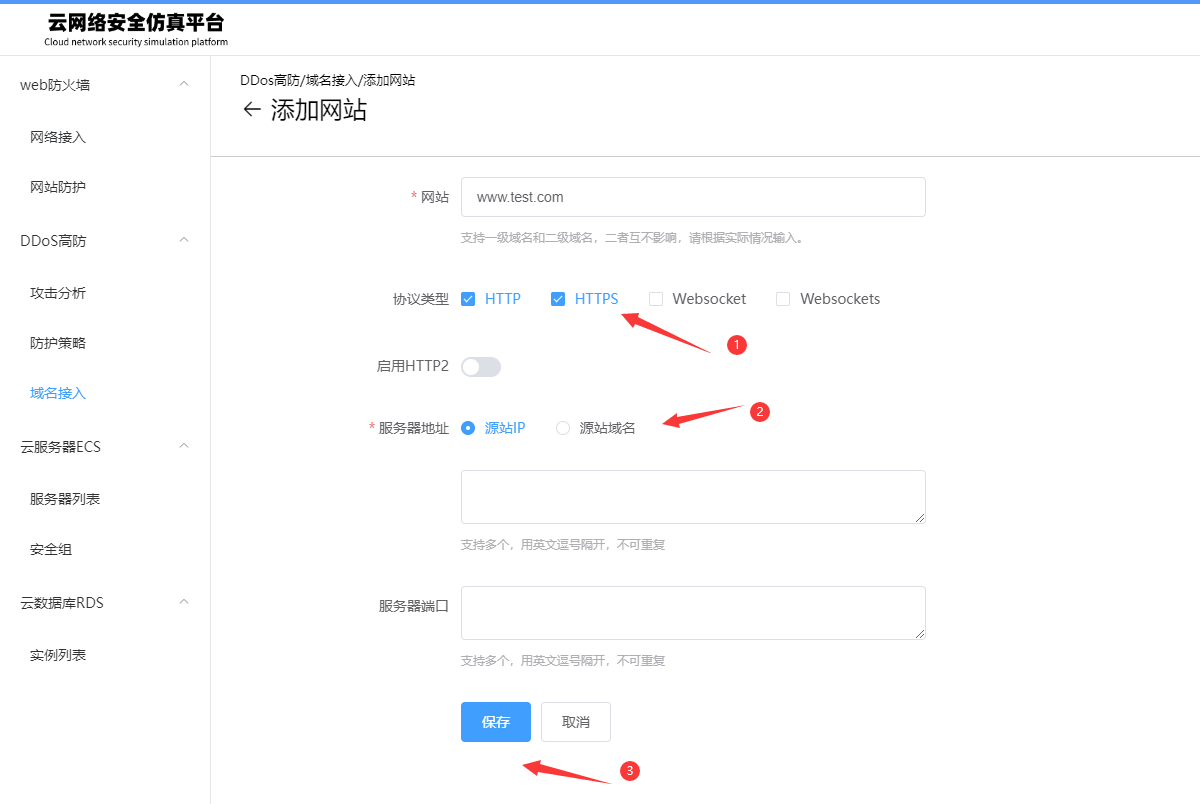 云网络安全仿真平台
Cloud network security simulation platform
web防火墙
网络接入
网站防护
DDoS高防
攻击分析
防护策略
域名接入
云服务器ECS
服务器列表
安全组
云数据库RDS
实例列表
DDos高防/域名接入/添加网站
← 添加网站
* 网站 www.test.com
支持一级域名和二级域名，二者互不影响，请根据实际情况输入。
协议类型 HTTP HTTPS Websocket Websockets
1
启用HTTP2
2
* 服务器地址 源站IP 源站域名
支持多个，用英文逗号隔开，不可重复
服务器端口
支持多个，用英文逗号隔开，不可重复
保存 取消
3